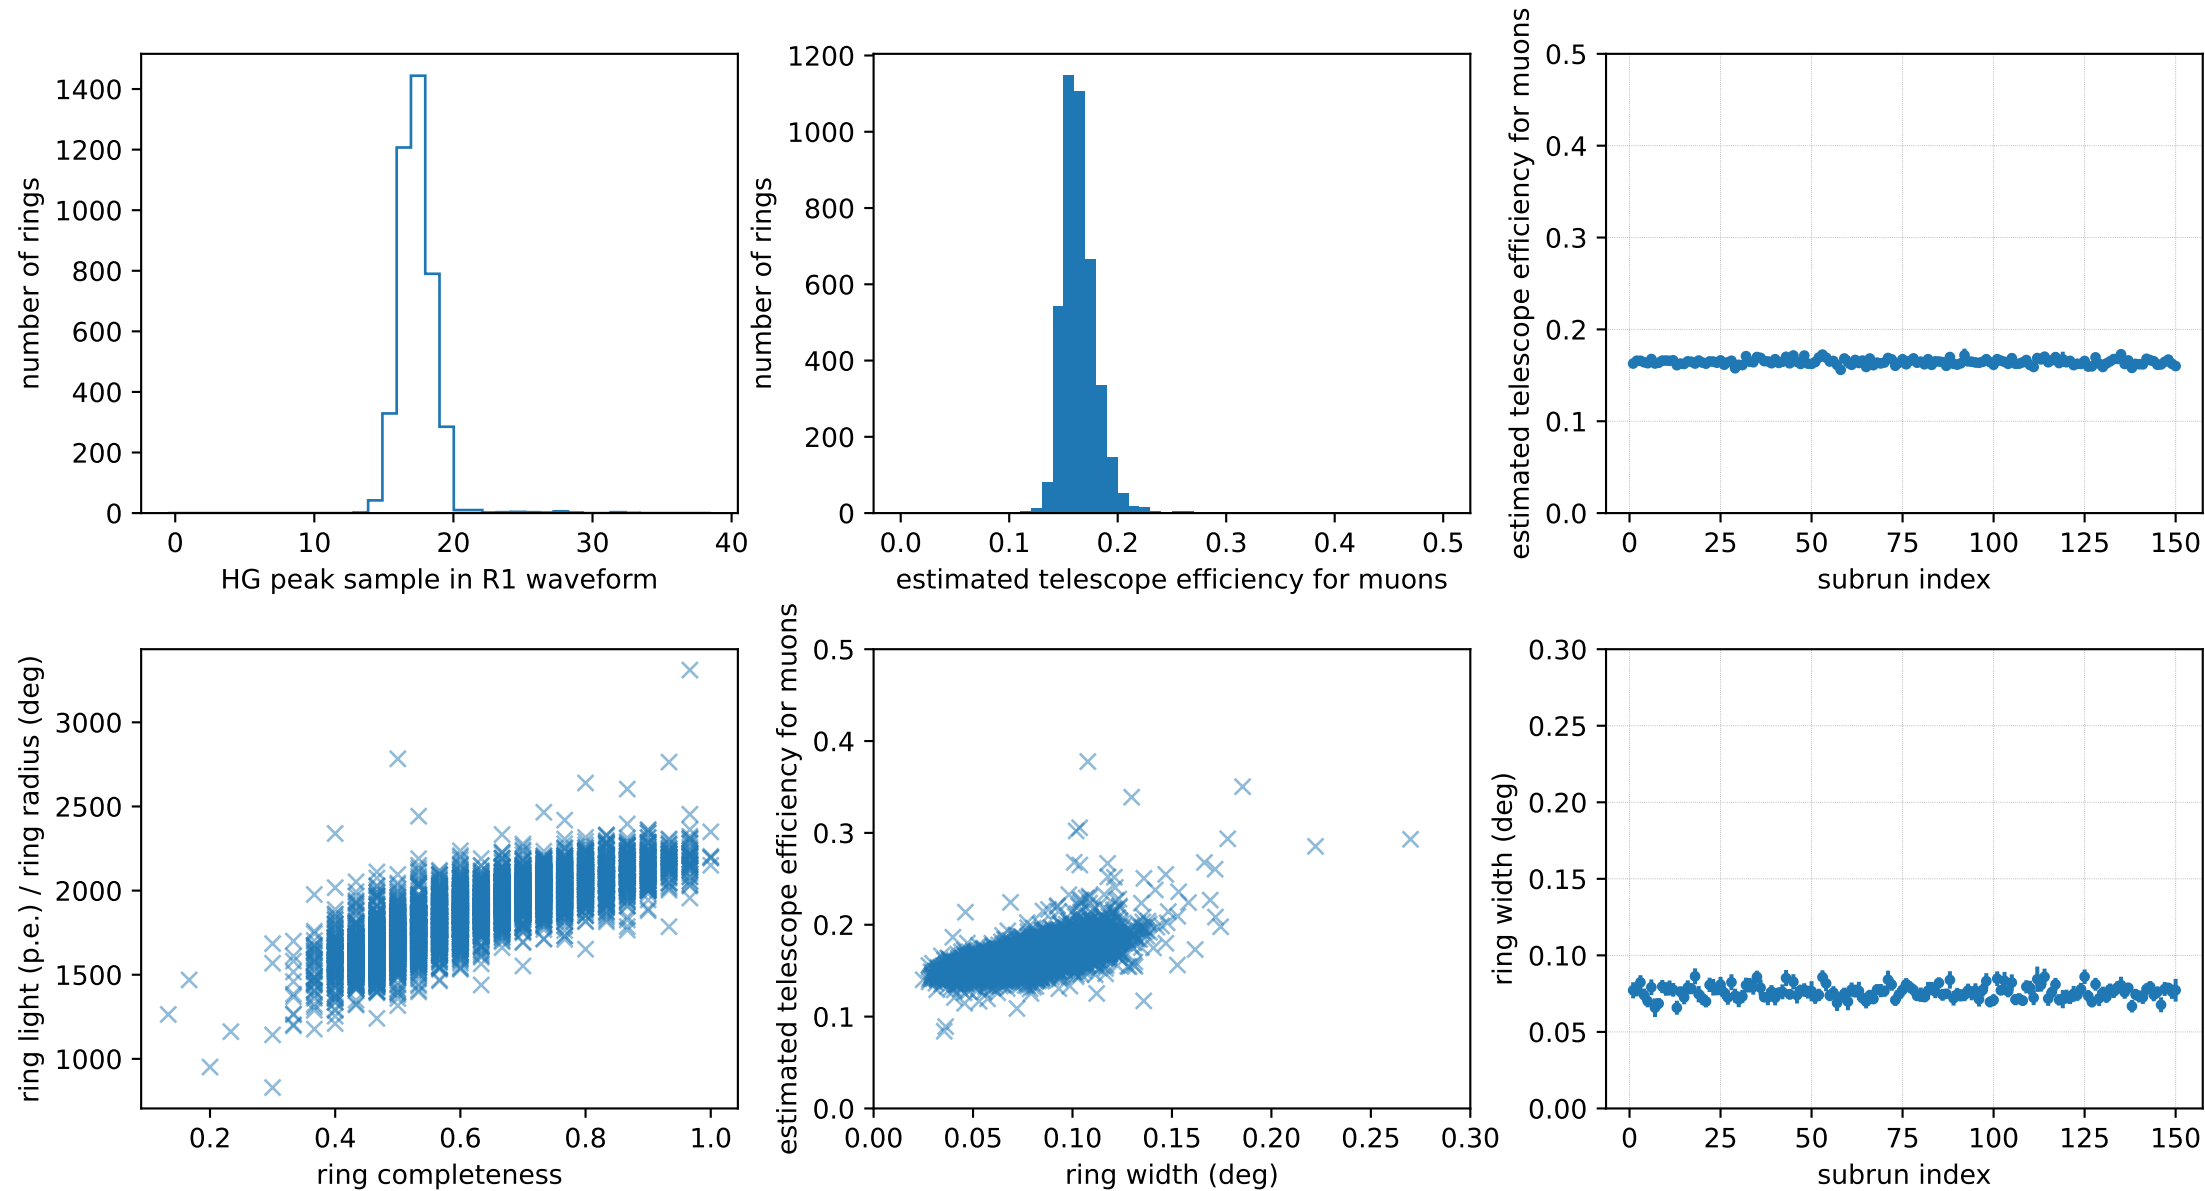 number of rings
1400
1200
1000
800
600
400
200
0
0 10 20 30 40
HG peak sample in R1 waveform
number of rings
1200
1000
800
600
400
200
0
0.0 0.1 0.2 0.3 0.4 0.5
estimated telescope efficiency for muons
estimated telescope efficiency for muons
0.5
0.4
0.3
0.2
0.1
0.0
0 25 50 75 100 125 150
subrun index
ring light (p.e.) / ring radius (deg)
3000
2500
2000
1500
1000
0.2 0.4 0.6 0.8 1.0
ring completeness
estimated telescope efficiency for muons
0.5
0.4
0.3
0.2
0.1
0.0
0.00 0.05 0.10 0.15 0.20 0.25 0.30
ring width (deg)
ring width (deg)
0.30
0.25
0.20
0.15
0.10
0.05
0.00
0 25 50 75 100 125 150
subrun index